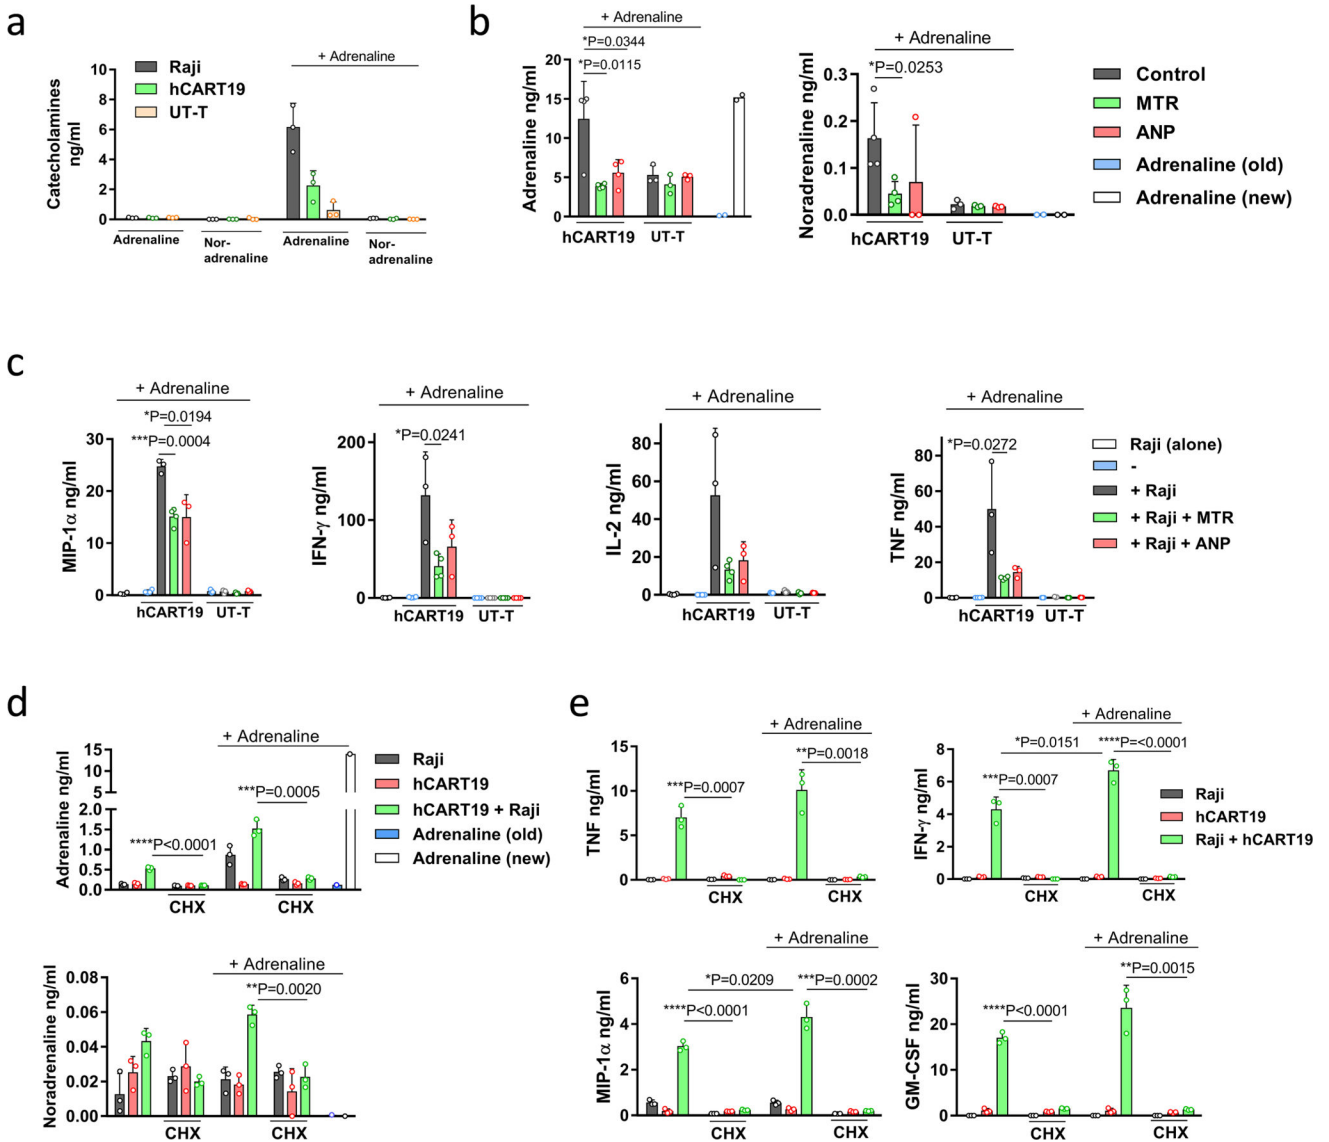 a
Raji
hCART19
UT-T
+ Adrenaline
Catecholamines
ng/ml
10
8
6
4
2
0
Adrenaline
Nor-
adrenaline
Adrenaline
Nor-
adrenaline
b
+ Adrenaline
*P=0.0344
*P=0.0115
Adrenaline ng/ml
20
15
10
5
0
hCART19
UT-T
+ Adrenaline
*P=0.0253
Noradrenaline ng/ml
0.3
0.2
0.1
0.0
hCART19
UT-T
Control
MTR
ANP
Adrenaline (old)
Adrenaline (new)
c
+ Adrenaline
*P=0.0194
***P=0.0004
MIP-1α ng/ml
30
20
10
0
hCART19
UT-T
+ Adrenaline
*P=0.0241
IFN-γ ng/ml
200
100
0
hCART19
UT-T
+ Adrenaline
IL-2 ng/ml
80
60
40
20
0
hCART19
UT-T
+ Adrenaline
*P=0.0272
TNF ng/ml
80
60
40
20
0
hCART19
UT-T
Raji (alone)
-
+ Raji
+ Raji + MTR
+ Raji + ANP
d
+ Adrenaline
***P=0.0005
****P<0.0001
Adrenaline ng/ml
15
10
5
2.0
1.5
1.0
0.5
0.0
CHX
CHX
Raji
hCART19
hCART19 + Raji
Adrenaline (old)
Adrenaline (new)
+ Adrenaline
**P=0.0020
Noradrenaline ng/ml
0.08
0.06
0.04
0.02
0.00
CHX
CHX
e
+ Adrenaline
**P=0.0018
***P=0.0007
TNF ng/ml
15
10
5
0
CHX
CHX
+ Adrenaline
*P=0.0151
****P=<0.0001
***P=0.0007
IFN-γ ng/ml
8
6
4
2
0
CHX
CHX
Raji
hCART19
Raji + hCART19
+ Adrenaline
*P=0.0209
***P=0.0002
****P<0.0001
MIP-1α ng/ml
6
4
2
0
CHX
CHX
+ Adrenaline
**P=0.0015
****P<0.0001
GM-CSF ng/ml
30
20
10
0
CHX
CHX